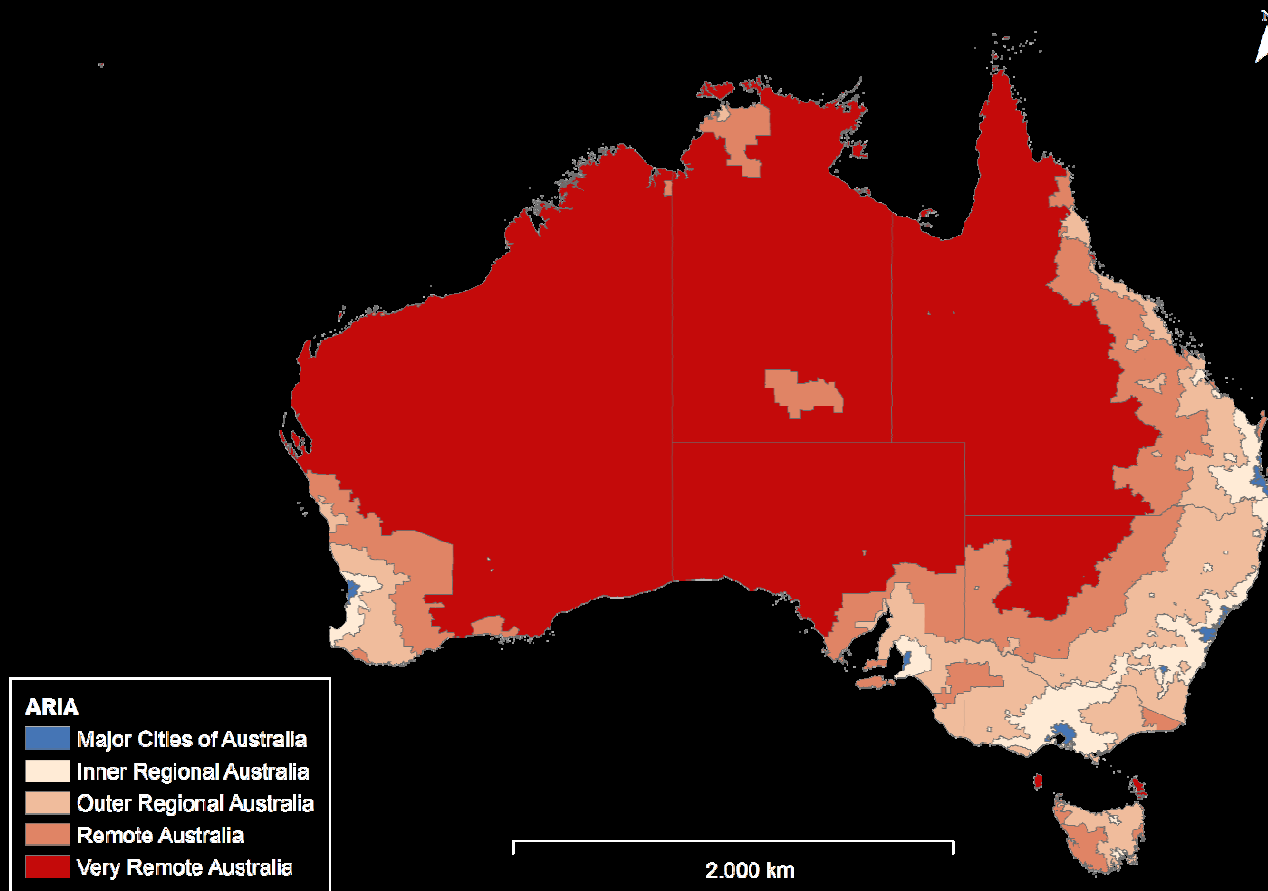 N
ARIA
Major Cities of Australia
Inner Regional Australia
Outer Regional Australia
Remote Australia
Very Remote Australia
2.000 km